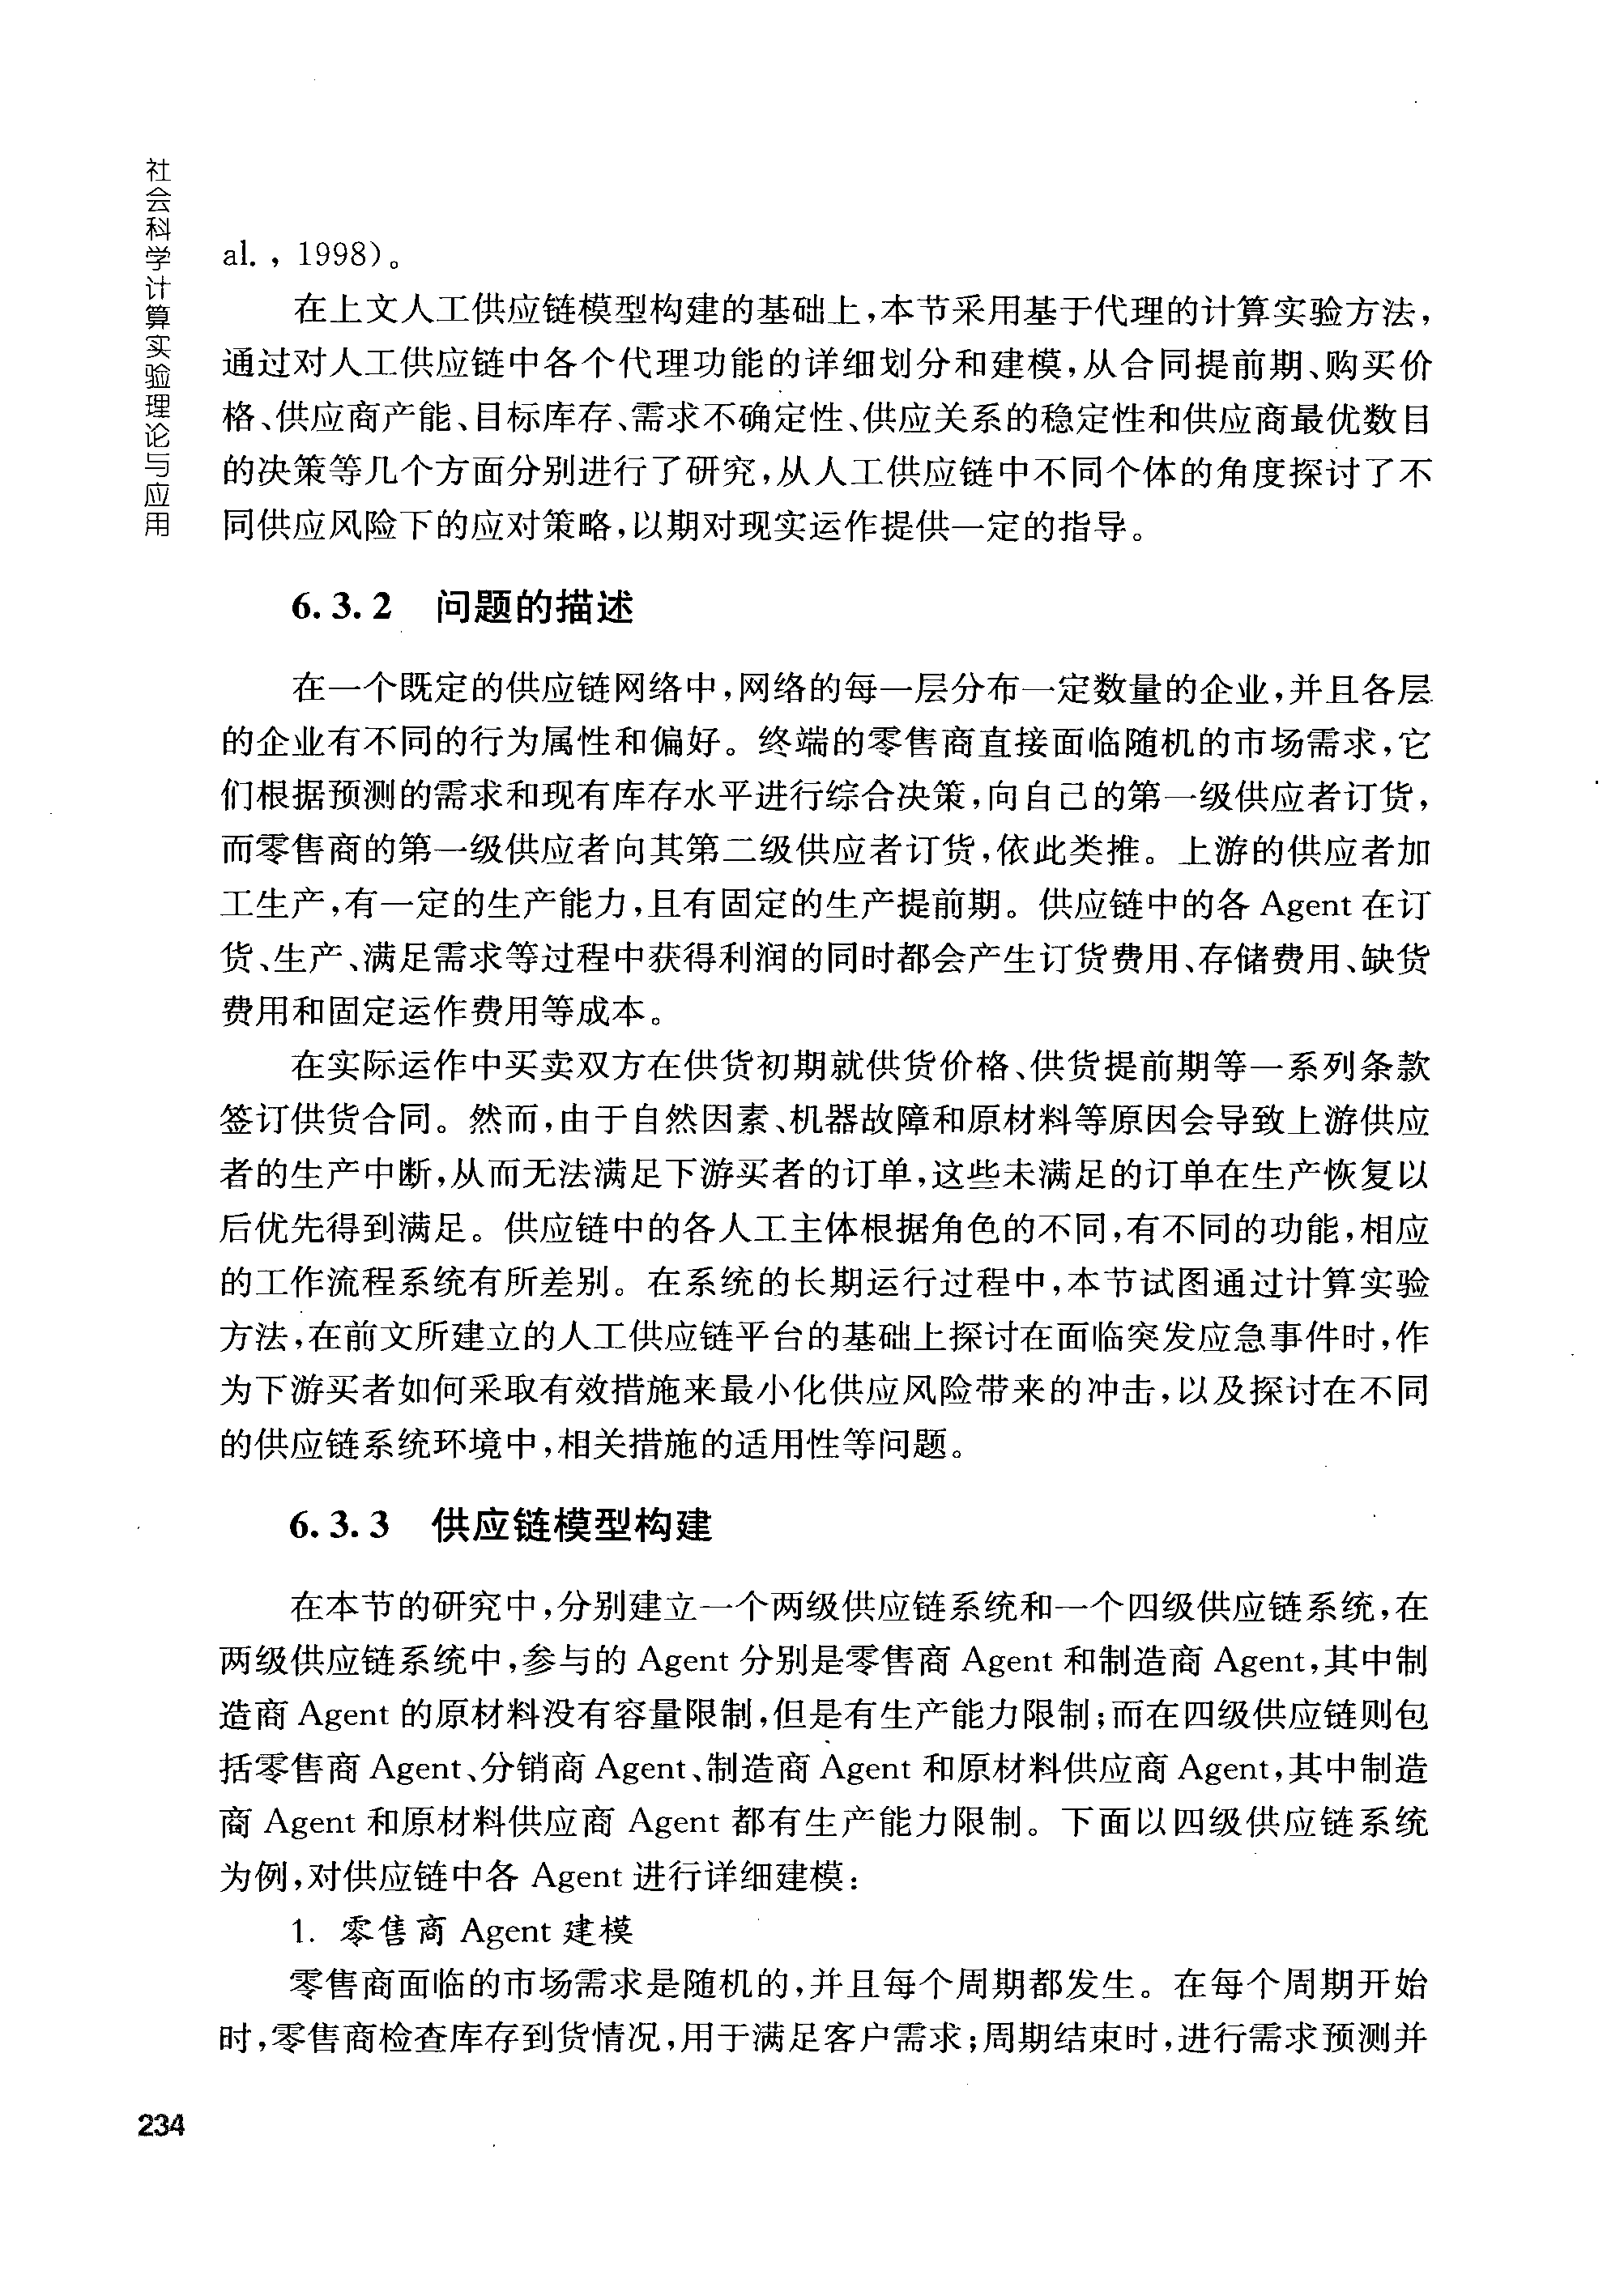 社会科学计算实验理论与应用
al. , 1998)。
在上文人工供应链模型构建的基础上,本节采用基于代理的计算实验方法,
通过对人工供应链中各个代理功能的详细划分和建模,从合同提前期、购买价
格、供应商产能、目标库存、需求不确定性、供应关系的稳定性和供应商最优数目
的决策等几个方面分别进行了研究,从人工供应链中不同个体的角度探讨了不
同供应风险下的应对策略,以期对现实运作提供一定的指导。
6.3.2 问题的描述
在一个既定的供应链网络中,网络的每一层分布一定数量的企业,并且各层
的企业有不同的行为属性和偏好。终端的零售商直接面临随机的市场需求,它
们根据预测的需求和现有库存水平进行综合决策,向自己的第一级供应者订货,
而零售商的第一级供应者向其第二级供应者订货,依此类推。上游的供应者加
工生产,有一定的生产能力,且有固定的生产提前期。供应链中的各 Agent 在订
货、生产、满足需求等过程中获得利润的同时都会产生订货费用、存储费用、缺货
费用和固定运作费用等成本。
在实际运作中买卖双方在供货初期就供货价格、供货提前期等一系列条款
签订供货合同。然而,由于自然因素、机器故障和原材料等原因会导致上游供应
者的生产中断,从而无法满足下游买者的订单,这些未满足的订单在生产恢复以
后优先得到满足。供应链中的各人工主体根据角色的不同,有不同的功能,相应
的工作流程系统有所差别。在系统的长期运行过程中,本节试图通过计算实验
方法,在前文所建立的人工供应链平台的基础上探讨在面临突发应急事件时,作
为下游买者如何采取有效措施来最小化供应风险带来的冲击,以及探讨在不同
的供应链系统环境中,相关措施的适用性等问题。
6.3.3 供应链模型构建
在本节的研究中,分别建立一个两级供应链系统和一个四级供应链系统,在
两级供应链系统中,参与的 Agent 分别是零售商 Agent 和制造商 Agent,其中制
造商 Agent 的原材料没有容量限制,但是有生产能力限制;而在四级供应链则包
括零售商 Agent、分销商 Agent、制造商 Agent 和原材料供应商 Agent,其中制造
商 Agent 和原材料供应商 Agent 都有生产能力限制。下面以四级供应链系统
为例,对供应链中各 Agent 进行详细建模:
1. 零售商 Agent 建模
零售商面临的市场需求是随机的,并且每个周期都发生。在每个周期开始
时,零售商检查库存到货情况,用于满足客户需求;周期结束时,进行需求预测并
234